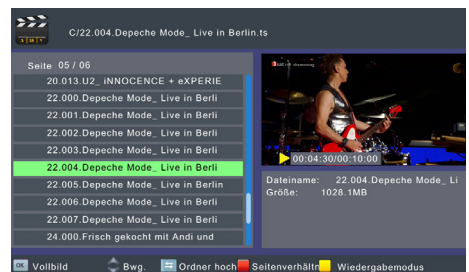 C/22.004.Depeche Mode_ Live in Berlin.ts
Seite 05 / 06
20.013.U2_ iNNOCENCE + eXPERIE
22.000.Depeche Mode_ Live in Berli
22.001.Depeche Mode_ Live in Berli
22.002.Depeche Mode_ Live in Berli
22.003.Depeche Mode_ Live in Berli
22.004.Depeche Mode_ Live in Berli
22.005.Depeche Mode_ Live in Berlin
22.006.Depeche Mode_ Live in Berli
22.007.Depeche Mode_ Live in Berli
24.000.Frisch gekocht mit Andi und
00:04:30/00:10:00
Dateiname: 22.004.Depeche Mode_ Li
Größe: 1028.1MB
OK Vollbild Bwg. Ordner hoch Seitenverhältn Wiedergabemodus